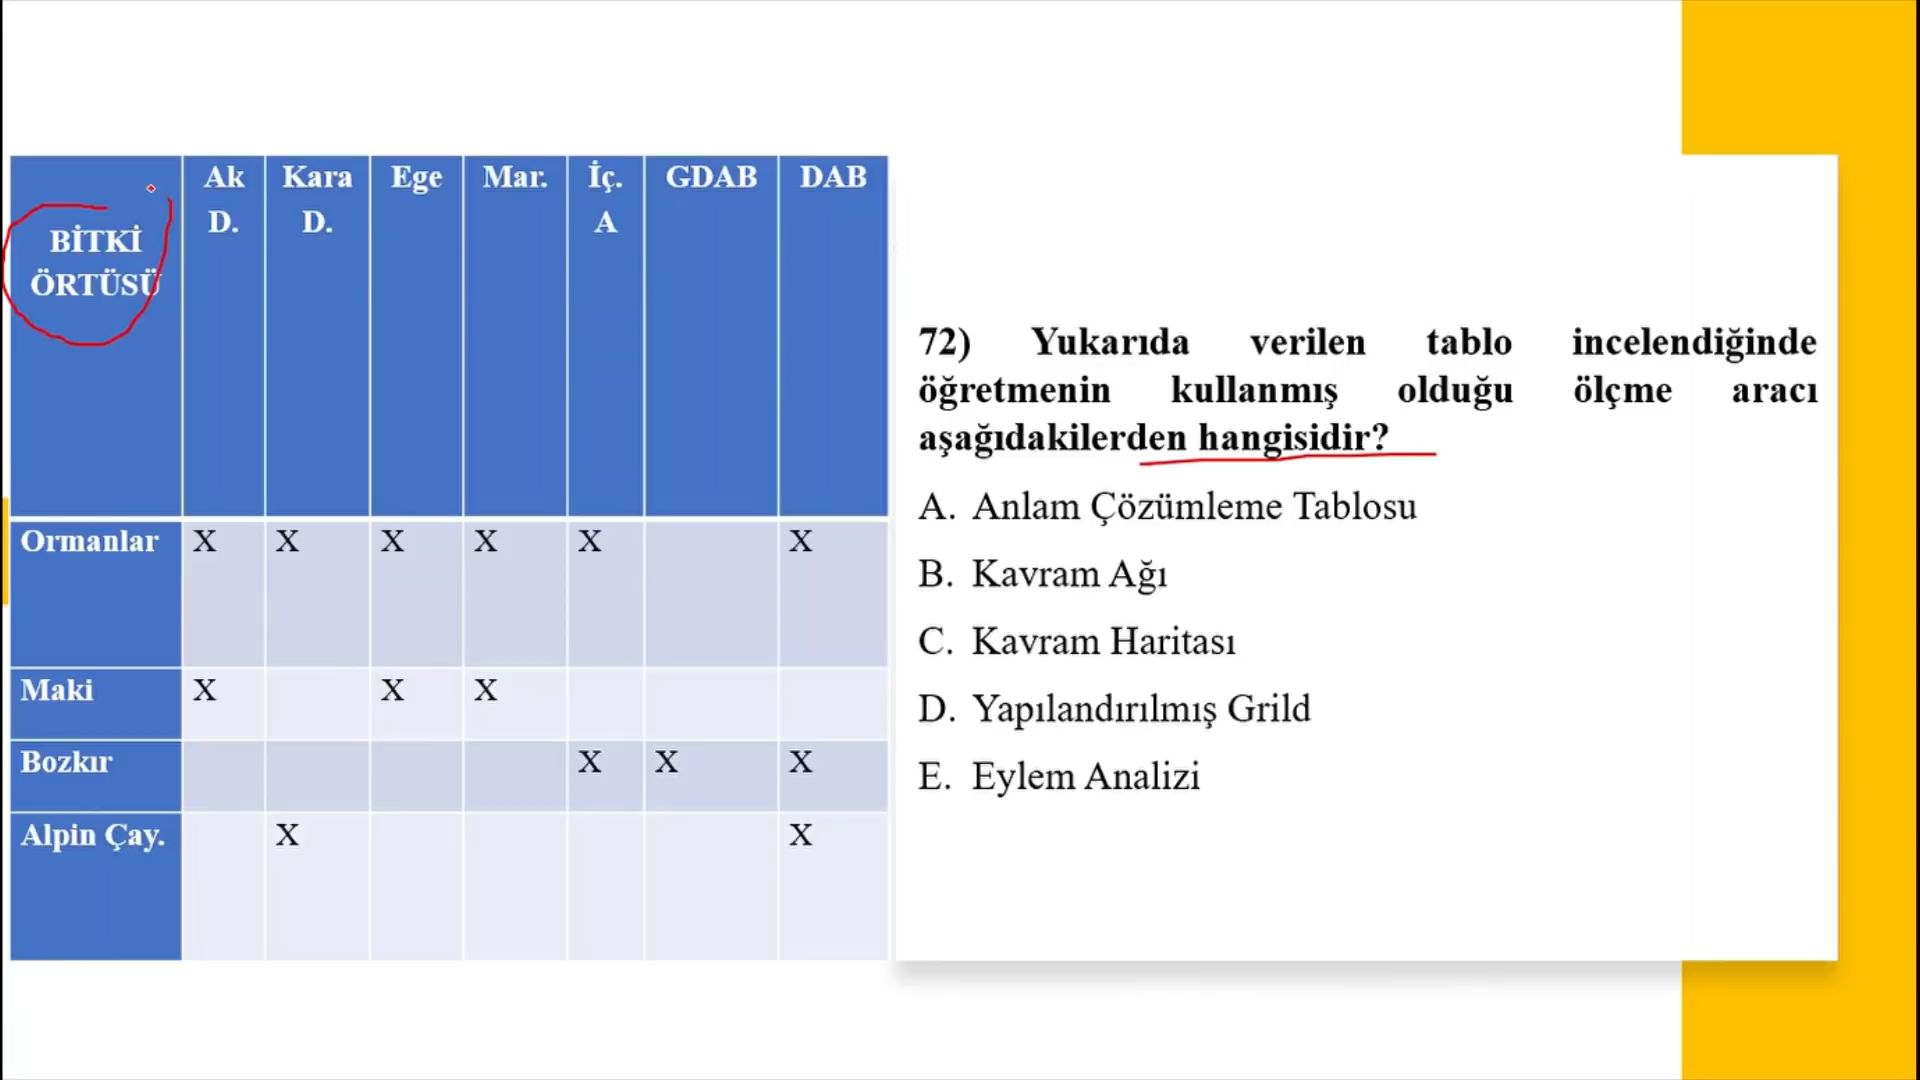 BİTKİ
ÖRTÜSÜ
Ak
D.
Kara
D.
Ege
Mar.
İç.
A
GDAB
DAB
Ormanlar X X X X X X
Maki X X X
Bozkır X X X
Alpin Çay. X X
72) Yukarıda verilen tablo incelendiğinde
öğretmenin kullanmış olduğu ölçme aracı
aşağıdakilerden hangisidir?
A. Anlam Çözümleme Tablosu
B. Kavram Ağı
C. Kavram Haritası
D. Yapılandırılmış Grild
E. Eylem Analizi